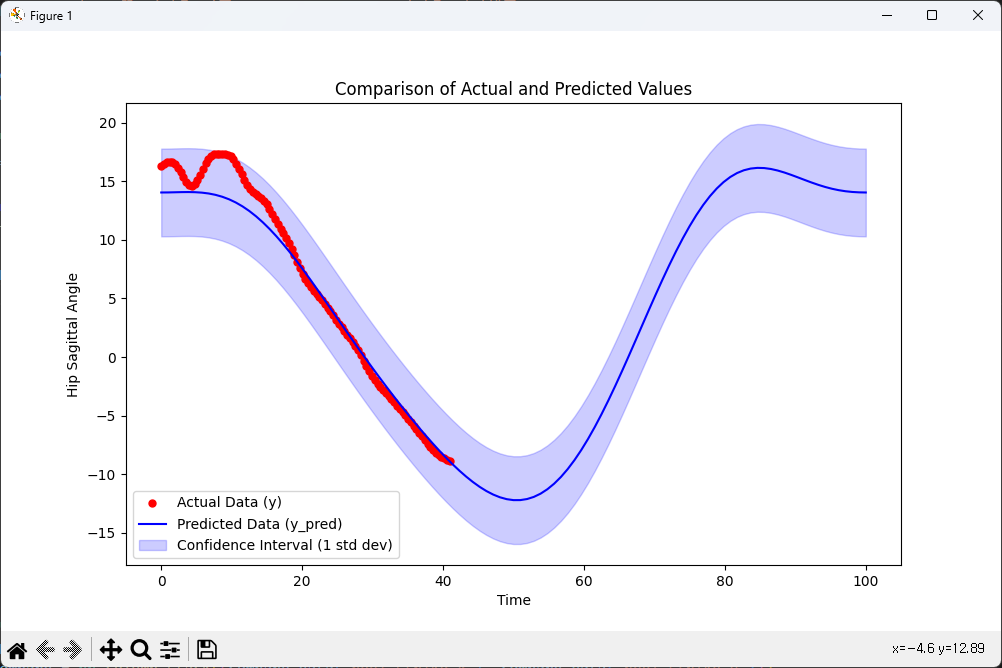 Figure 1
Comparison of Actual and Predicted Values
Hip Sagittal Angle
20
15
10
5
0
−5
−10
−15
Actual Data (y)
Predicted Data (y_pred)
Confidence Interval (1 std dev)
0 20 40 60 80 100
Time
x=−4.6 y=12.89